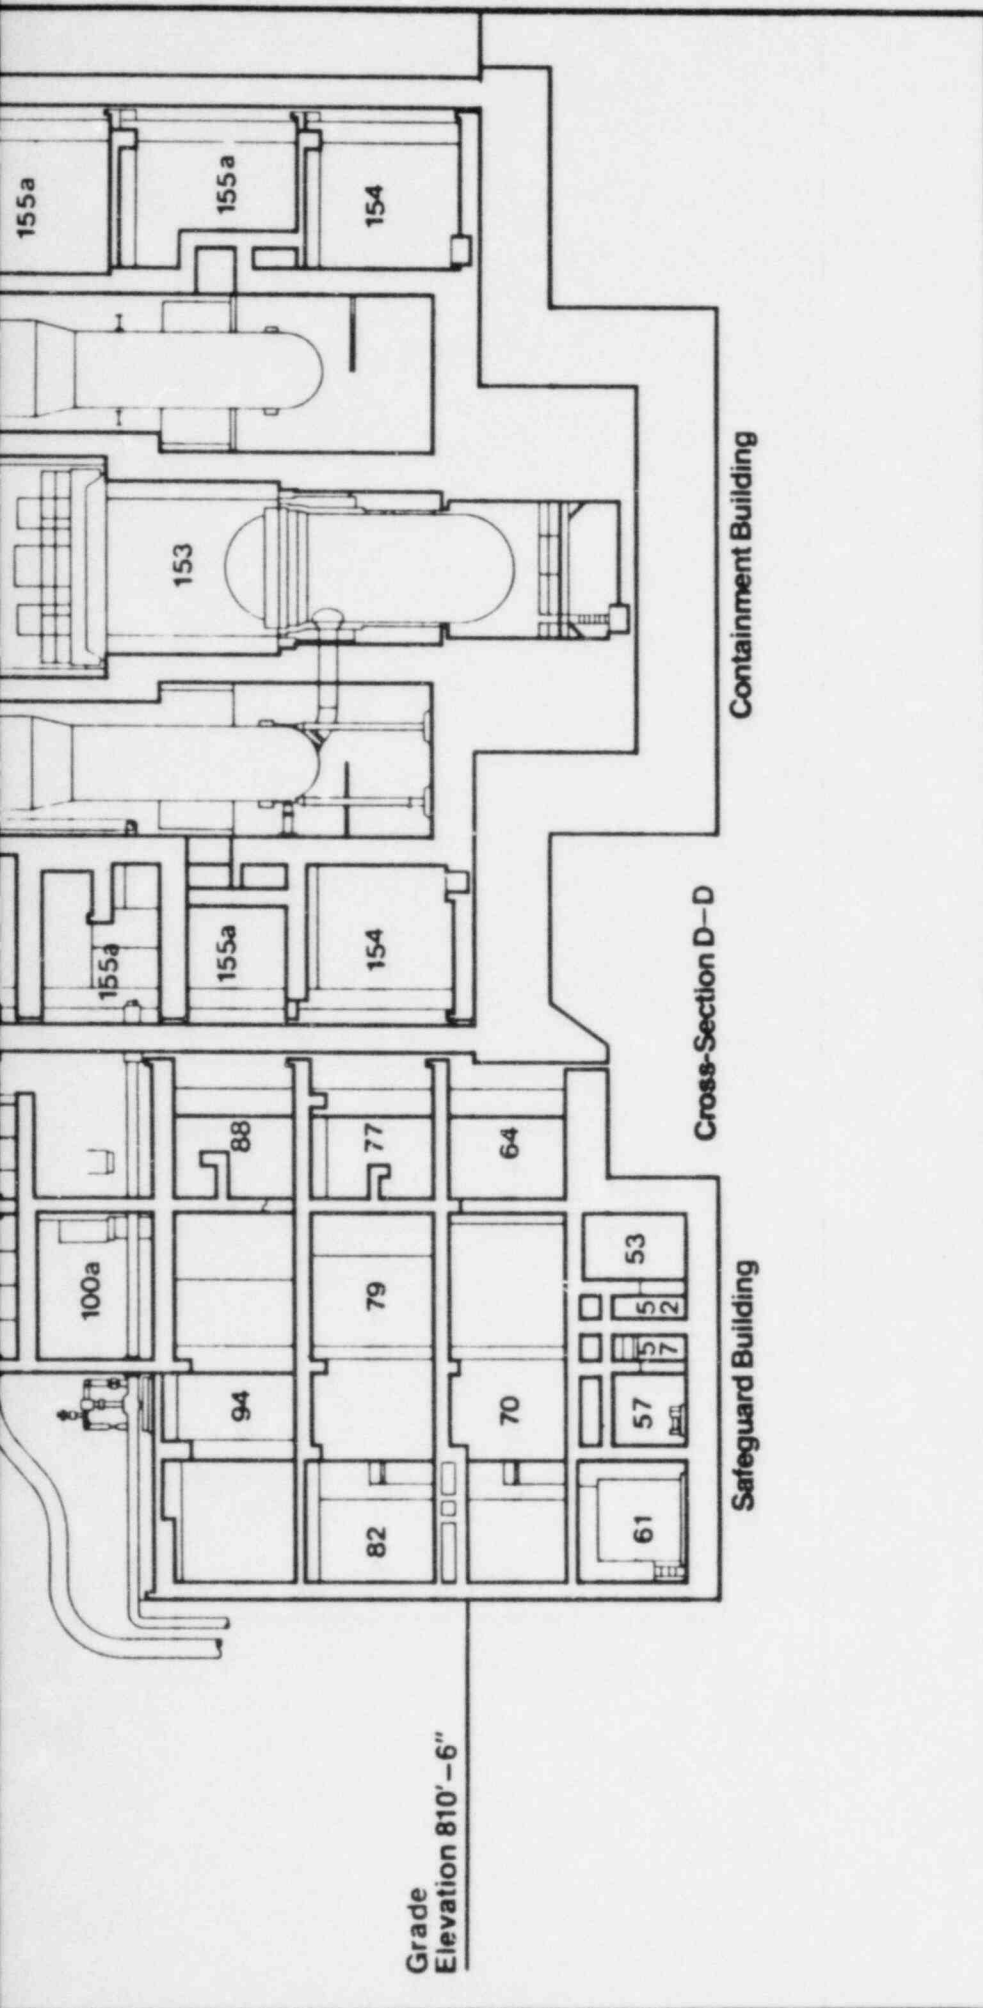 155a
100a
155a
153
94
88
155a
155a
82
79
77
154
154
Grade
Elevation 810'–6"
70
64
61
57
5
7
5
2
53
Cross-Section D–D
Safeguard Building
Containment Building